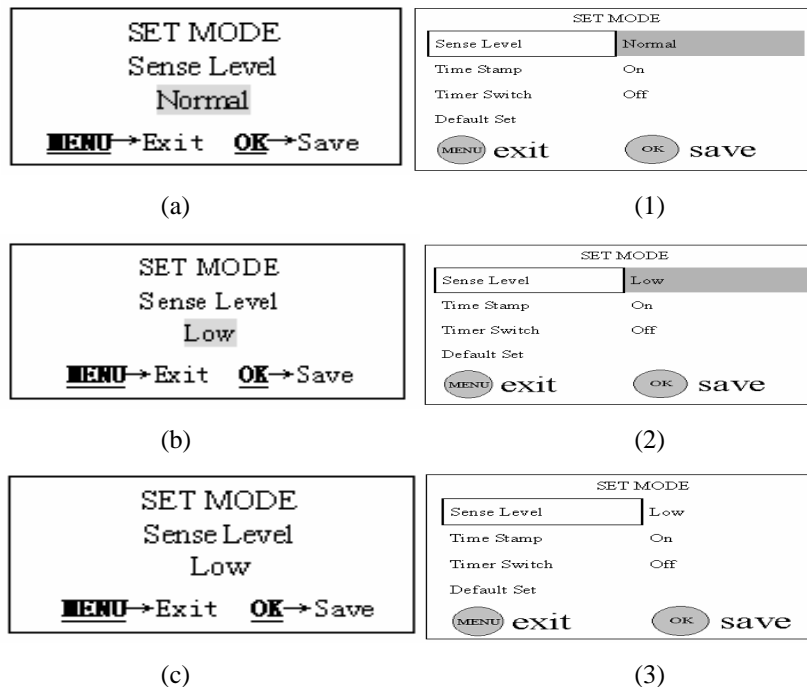 SET MODE
Sense Level
Normal
MENU→Exit OK→Save
(a)
SET MODE
Sense Level Normal
Time Stamp On
Timer Switch Off
Default Set
MENU exit OK save
(1)
SET MODE
Sense Level
Low
MENU→Exit OK→Save
(b)
SET MODE
Sense Level Low
Time Stamp On
Timer Switch Off
Default Set
MENU exit OK save
(2)
SET MODE
Sense Level
Low
MENU→Exit OK→Save
(c)
SET MODE
Sense Level Low
Time Stamp On
Timer Switch Off
Default Set
MENU exit OK save
(3)